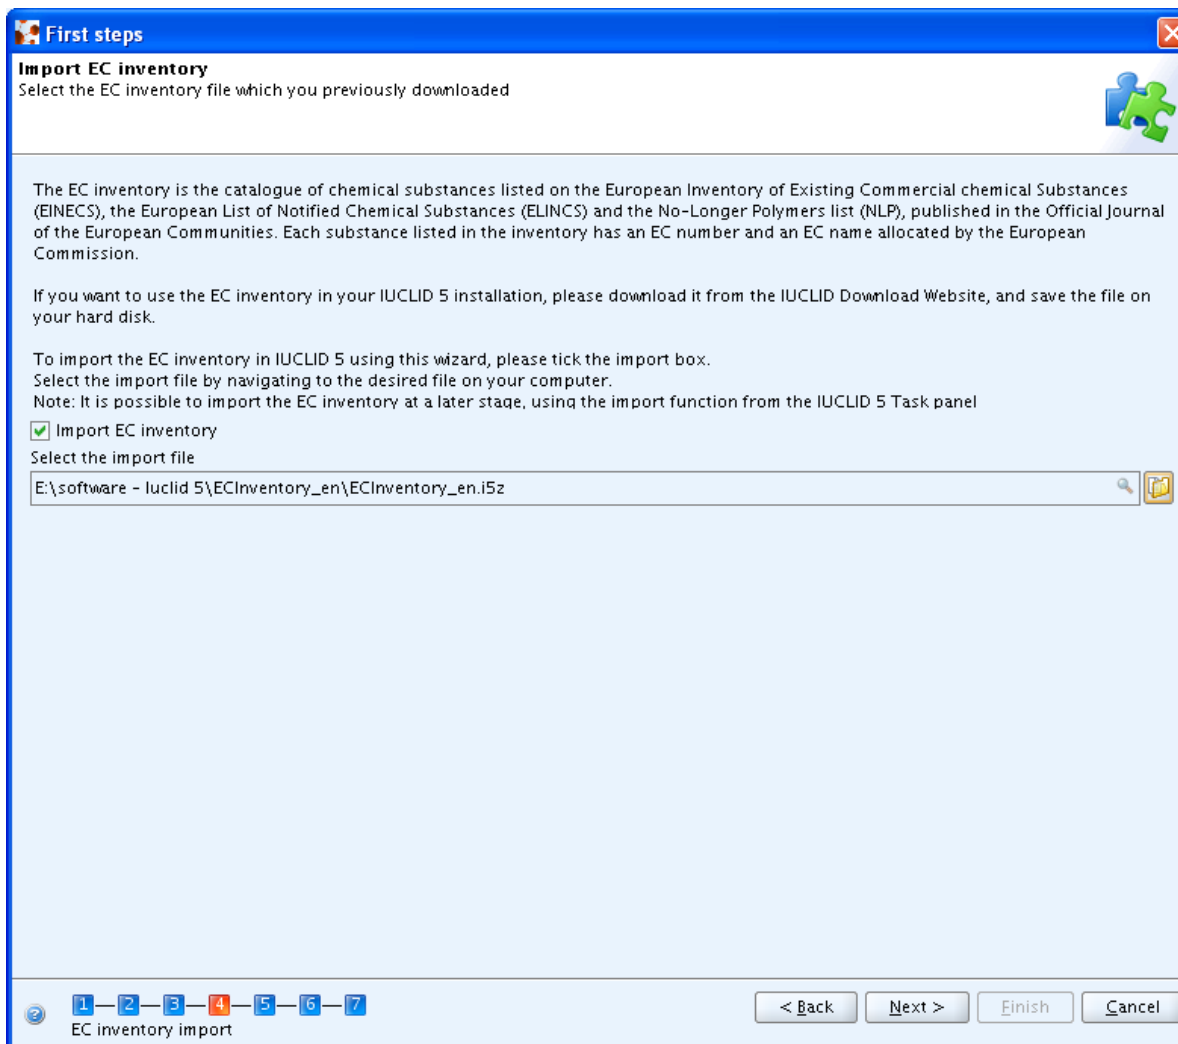 First steps
Import EC inventory
Select the EC inventory file which you previously downloaded
The EC inventory is the catalogue of chemical substances listed on the European Inventory of Existing Commercial chemical Substances
(EINECS), the European List of Notified Chemical Substances (ELINCS) and the No-Longer Polymers list (NLP), published in the Official Journal
of the European Communities. Each substance listed in the inventory has an EC number and an EC name allocated by the European
Commission.
If you want to use the EC inventory in your IUCLID 5 installation, please download it from the IUCLID Download Website, and save the file on
your hard disk.
To import the EC inventory in IUCLID 5 using this wizard, please tick the import box.
Select the import file by navigating to the desired file on your computer.
Note: It is possible to import the EC inventory at a later stage, using the import function from the IUCLID 5 Task panel
Import EC inventory
Select the import file
E:\software - Iuclid 5\ECInventory_en\ECInventory_en.i5z
1 2 3 4 5 6 7
EC inventory import
< Back Next > Finish Cancel